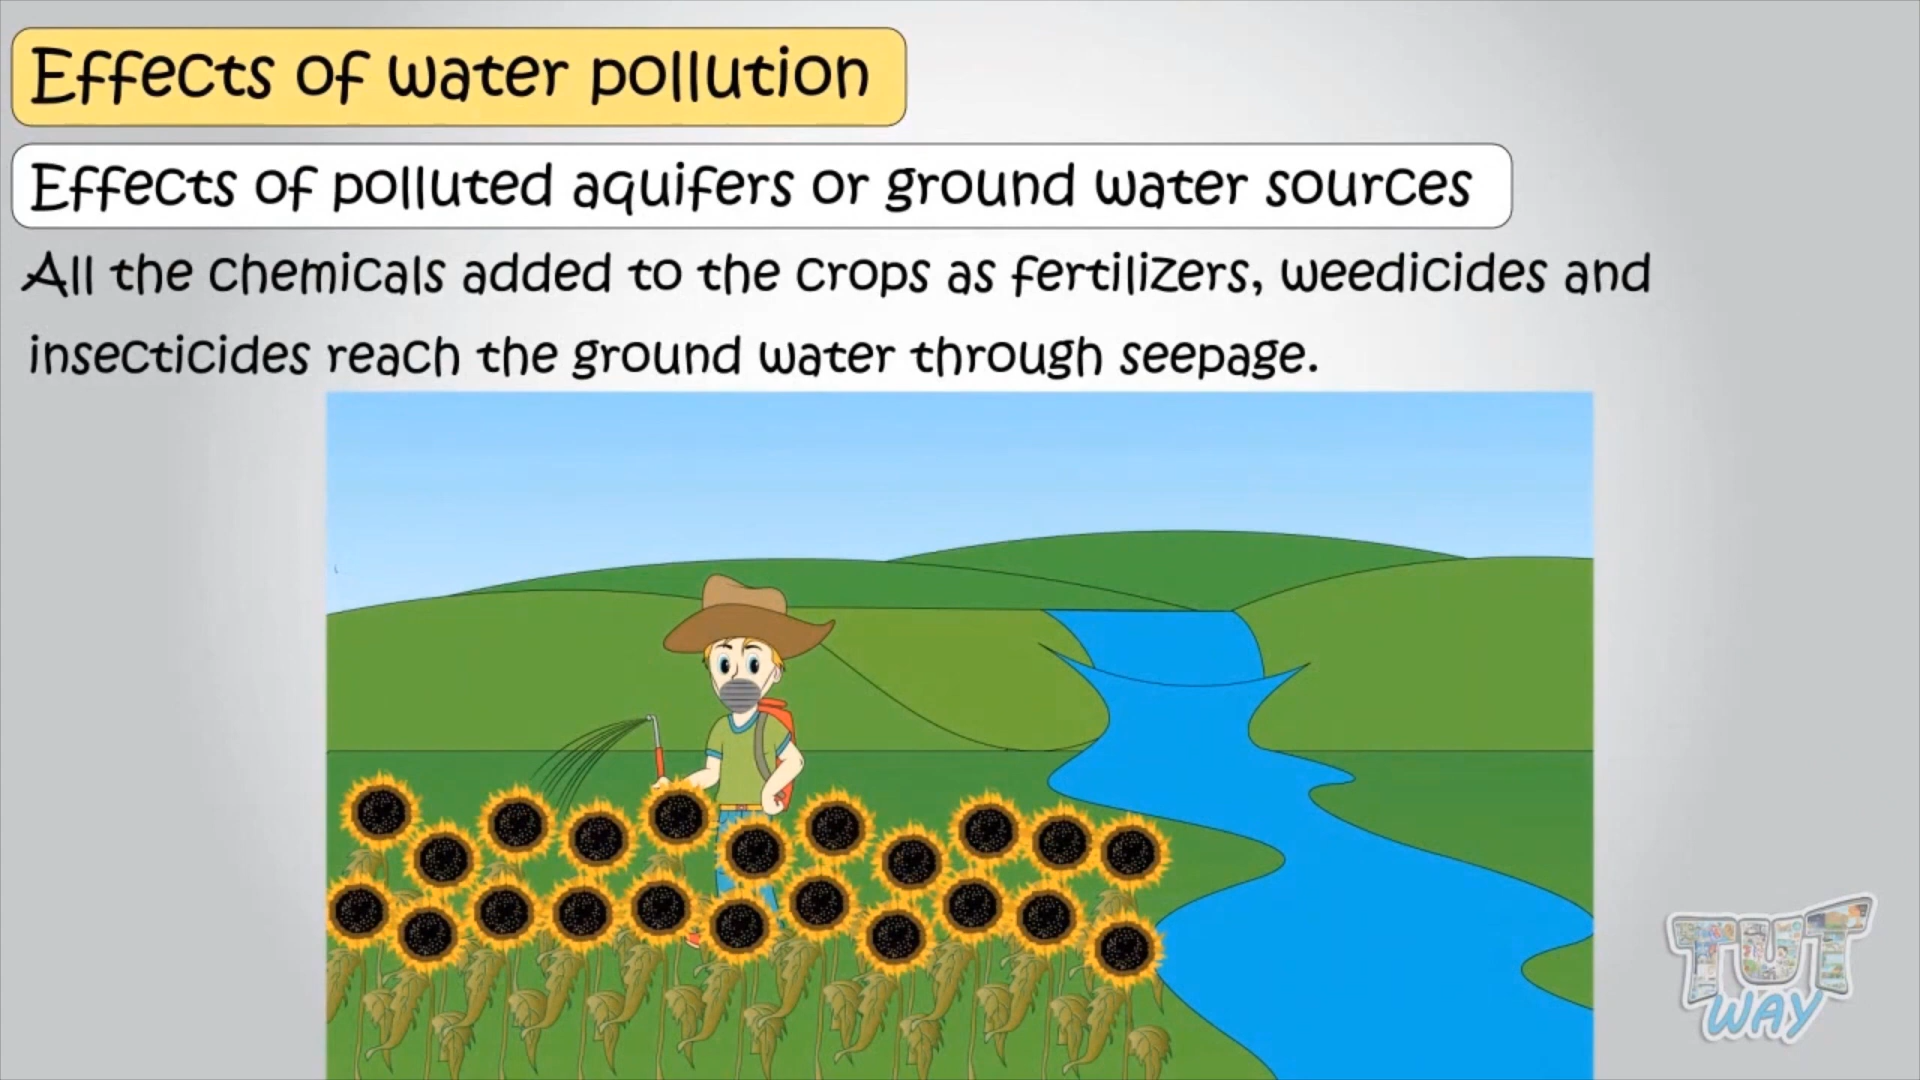 Effects of water pollution
Effects of polluted aquifers or ground water sources
All the chemicals added to the crops as fertilizers, weedicides and
insecticides reach the ground water through seepage.
TUT
WAY